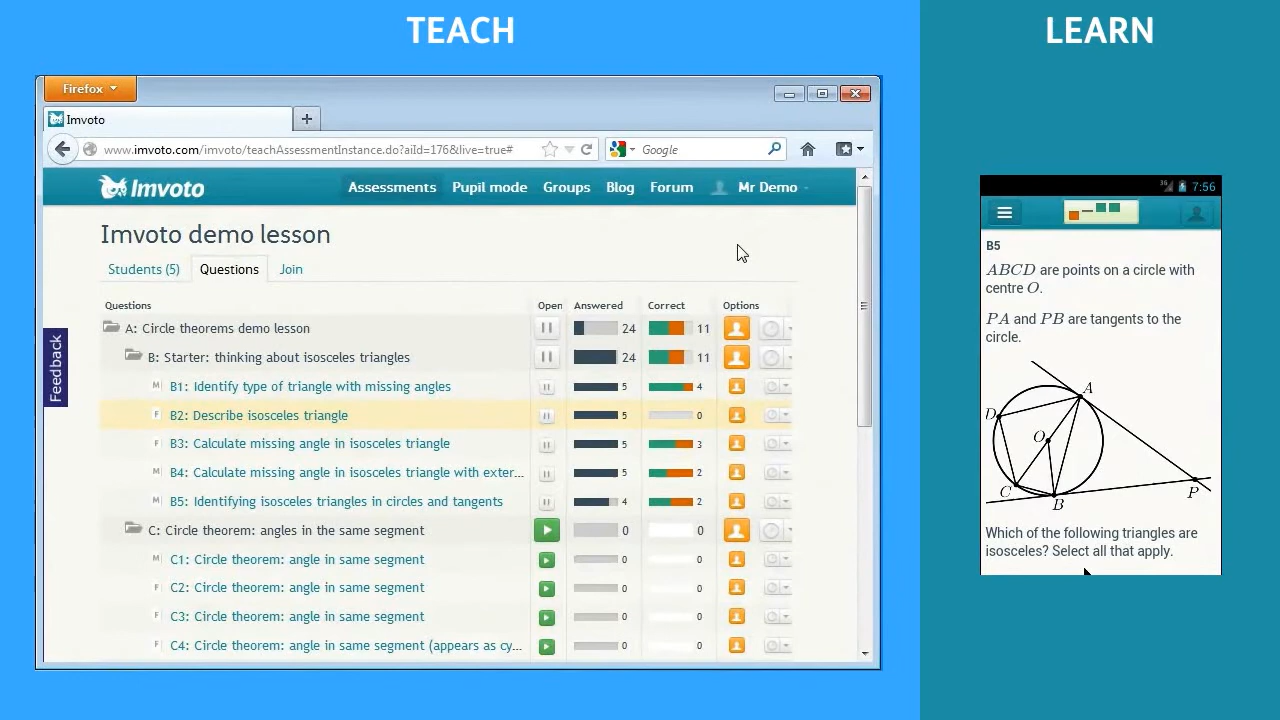 TEACH
LEARN
Firefox
Imvoto
www.imvoto.com/imvoto/teachAssessmentInstance.do?aiId=176&live=true#
Google
Imvoto
Assessments Pupil mode Groups Blog Forum Mr Demo
Imvoto demo lesson
Students (5) Questions Join
Questions Open Answered Correct Options
A: Circle theorems demo lesson 24 11
B: Starter: thinking about isosceles triangles 24 11
M B1: Identify type of triangle with missing angles 5 4
F B2: Describe isosceles triangle 5 0
F B3: Calculate missing angle in isosceles triangle 5 3
M B4: Calculate missing angle in isosceles triangle with exter... 5 2
M B5: Identifying isosceles triangles in circles and tangents 4 2
C: Circle theorem: angles in the same segment 0 0
M C1: Circle theorem: angle in same segment 0 0
F C2: Circle theorem: angle in same segment 0 0
F C3: Circle theorem: angle in same segment 0 0
F C4: Circle theorem: angle in same segment (appears as cy... 0 0
Feedback
3G 7:56
B5
ABCD are points on a circle with
centre O.
PA and PB are tangents to the
circle.
A
D
O
C
B
P
Which of the following triangles are
isosceles? Select all that apply.